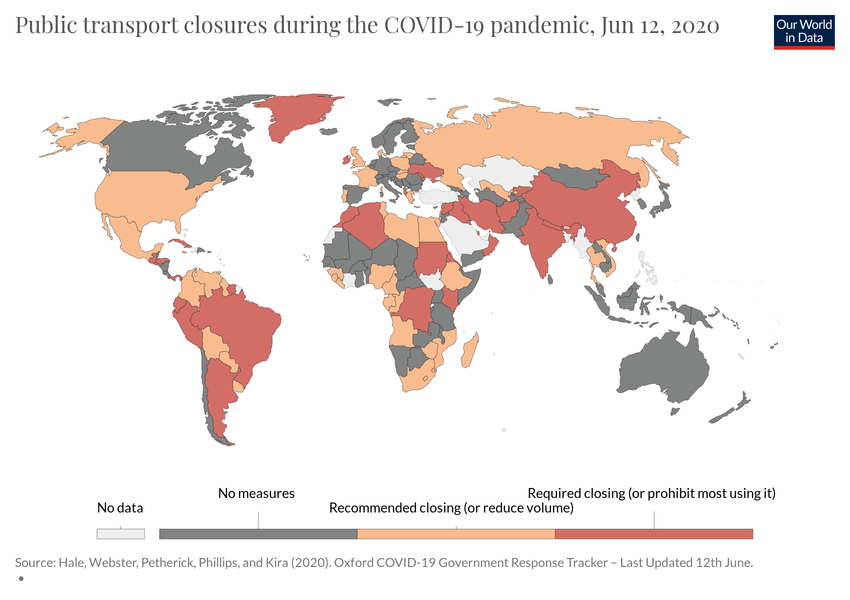 Public transport closures during the COVID-19 pandemic, Jun 12, 2020
Our World
in Data
No data
No measures
Recommended closing (or reduce volume)
Required closing (or prohibit most using it)
Source: Hale, Webster, Petherick, Phillips, and Kira (2020). Oxford COVID-19 Government Response Tracker – Last Updated 12th June.
•